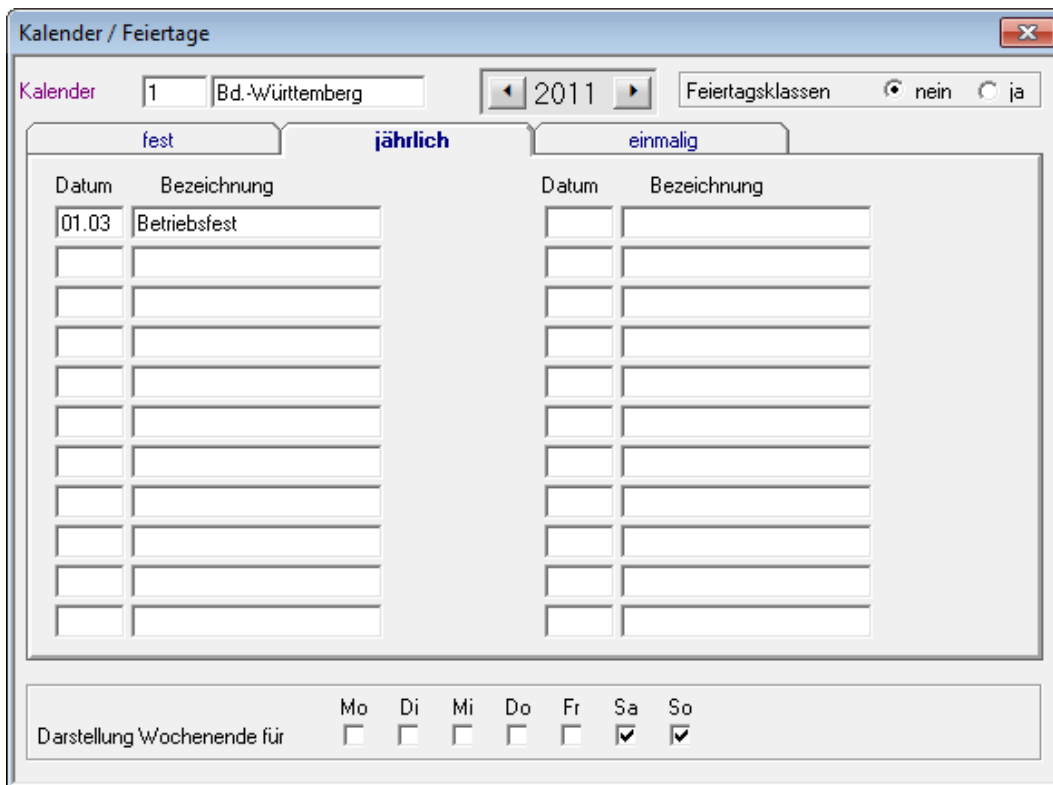 Kalender / Feiertage
Kalender 1 Bd.-Württemberg 2011 Feiertagsklassen nein ja
fest jährlich einmalig
Datum Bezeichnung Datum Bezeichnung
01.03 Betriebsfest
Mo Di Mi Do Fr Sa So
Darstellung Wochenende für